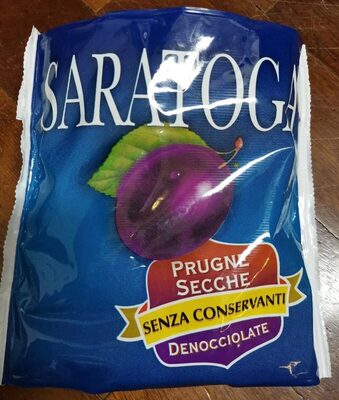 SARATOGA
PRUGNE
SECCHE
SENZA CONSERVANTI
DENOCCIOLATE